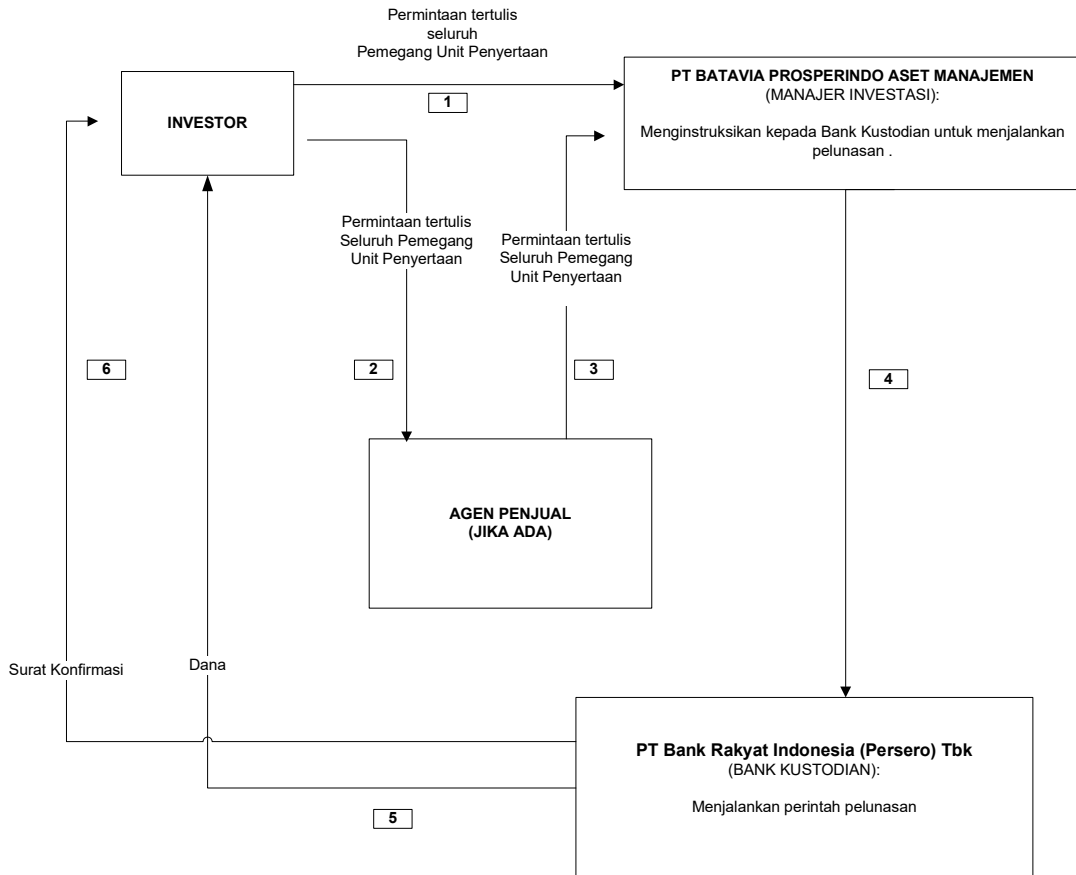 Permintaan tertulis
seluruh
Pemegang Unit Penyertaan
1
INVESTOR
PT BATAVIA PROSPERINDO ASET MANAJEMEN
(MANAJER INVESTASI):
Menginstruksikan kepada Bank Kustodian untuk menjalankan
pelunasan .
Permintaan tertulis
Seluruh Pemegang
Unit Penyertaan
Permintaan tertulis
Seluruh Pemegang
Unit Penyertaan
6
2
3
4
AGEN PENJUAL
(JIKA ADA)
Surat Konfirmasi
Dana
PT Bank Rakyat Indonesia (Persero) Tbk
(BANK KUSTODIAN):
Menjalankan perintah pelunasan
5